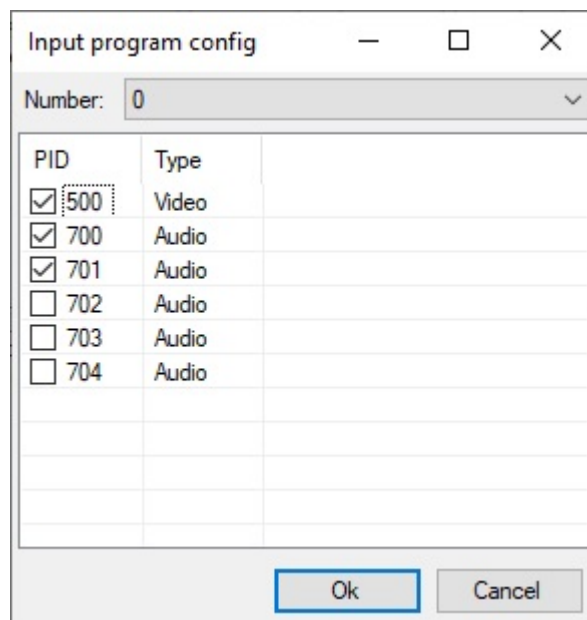 Input program config
Number: 0
PID Type
500 Video
700 Audio
701 Audio
702 Audio
703 Audio
704 Audio
Ok Cancel